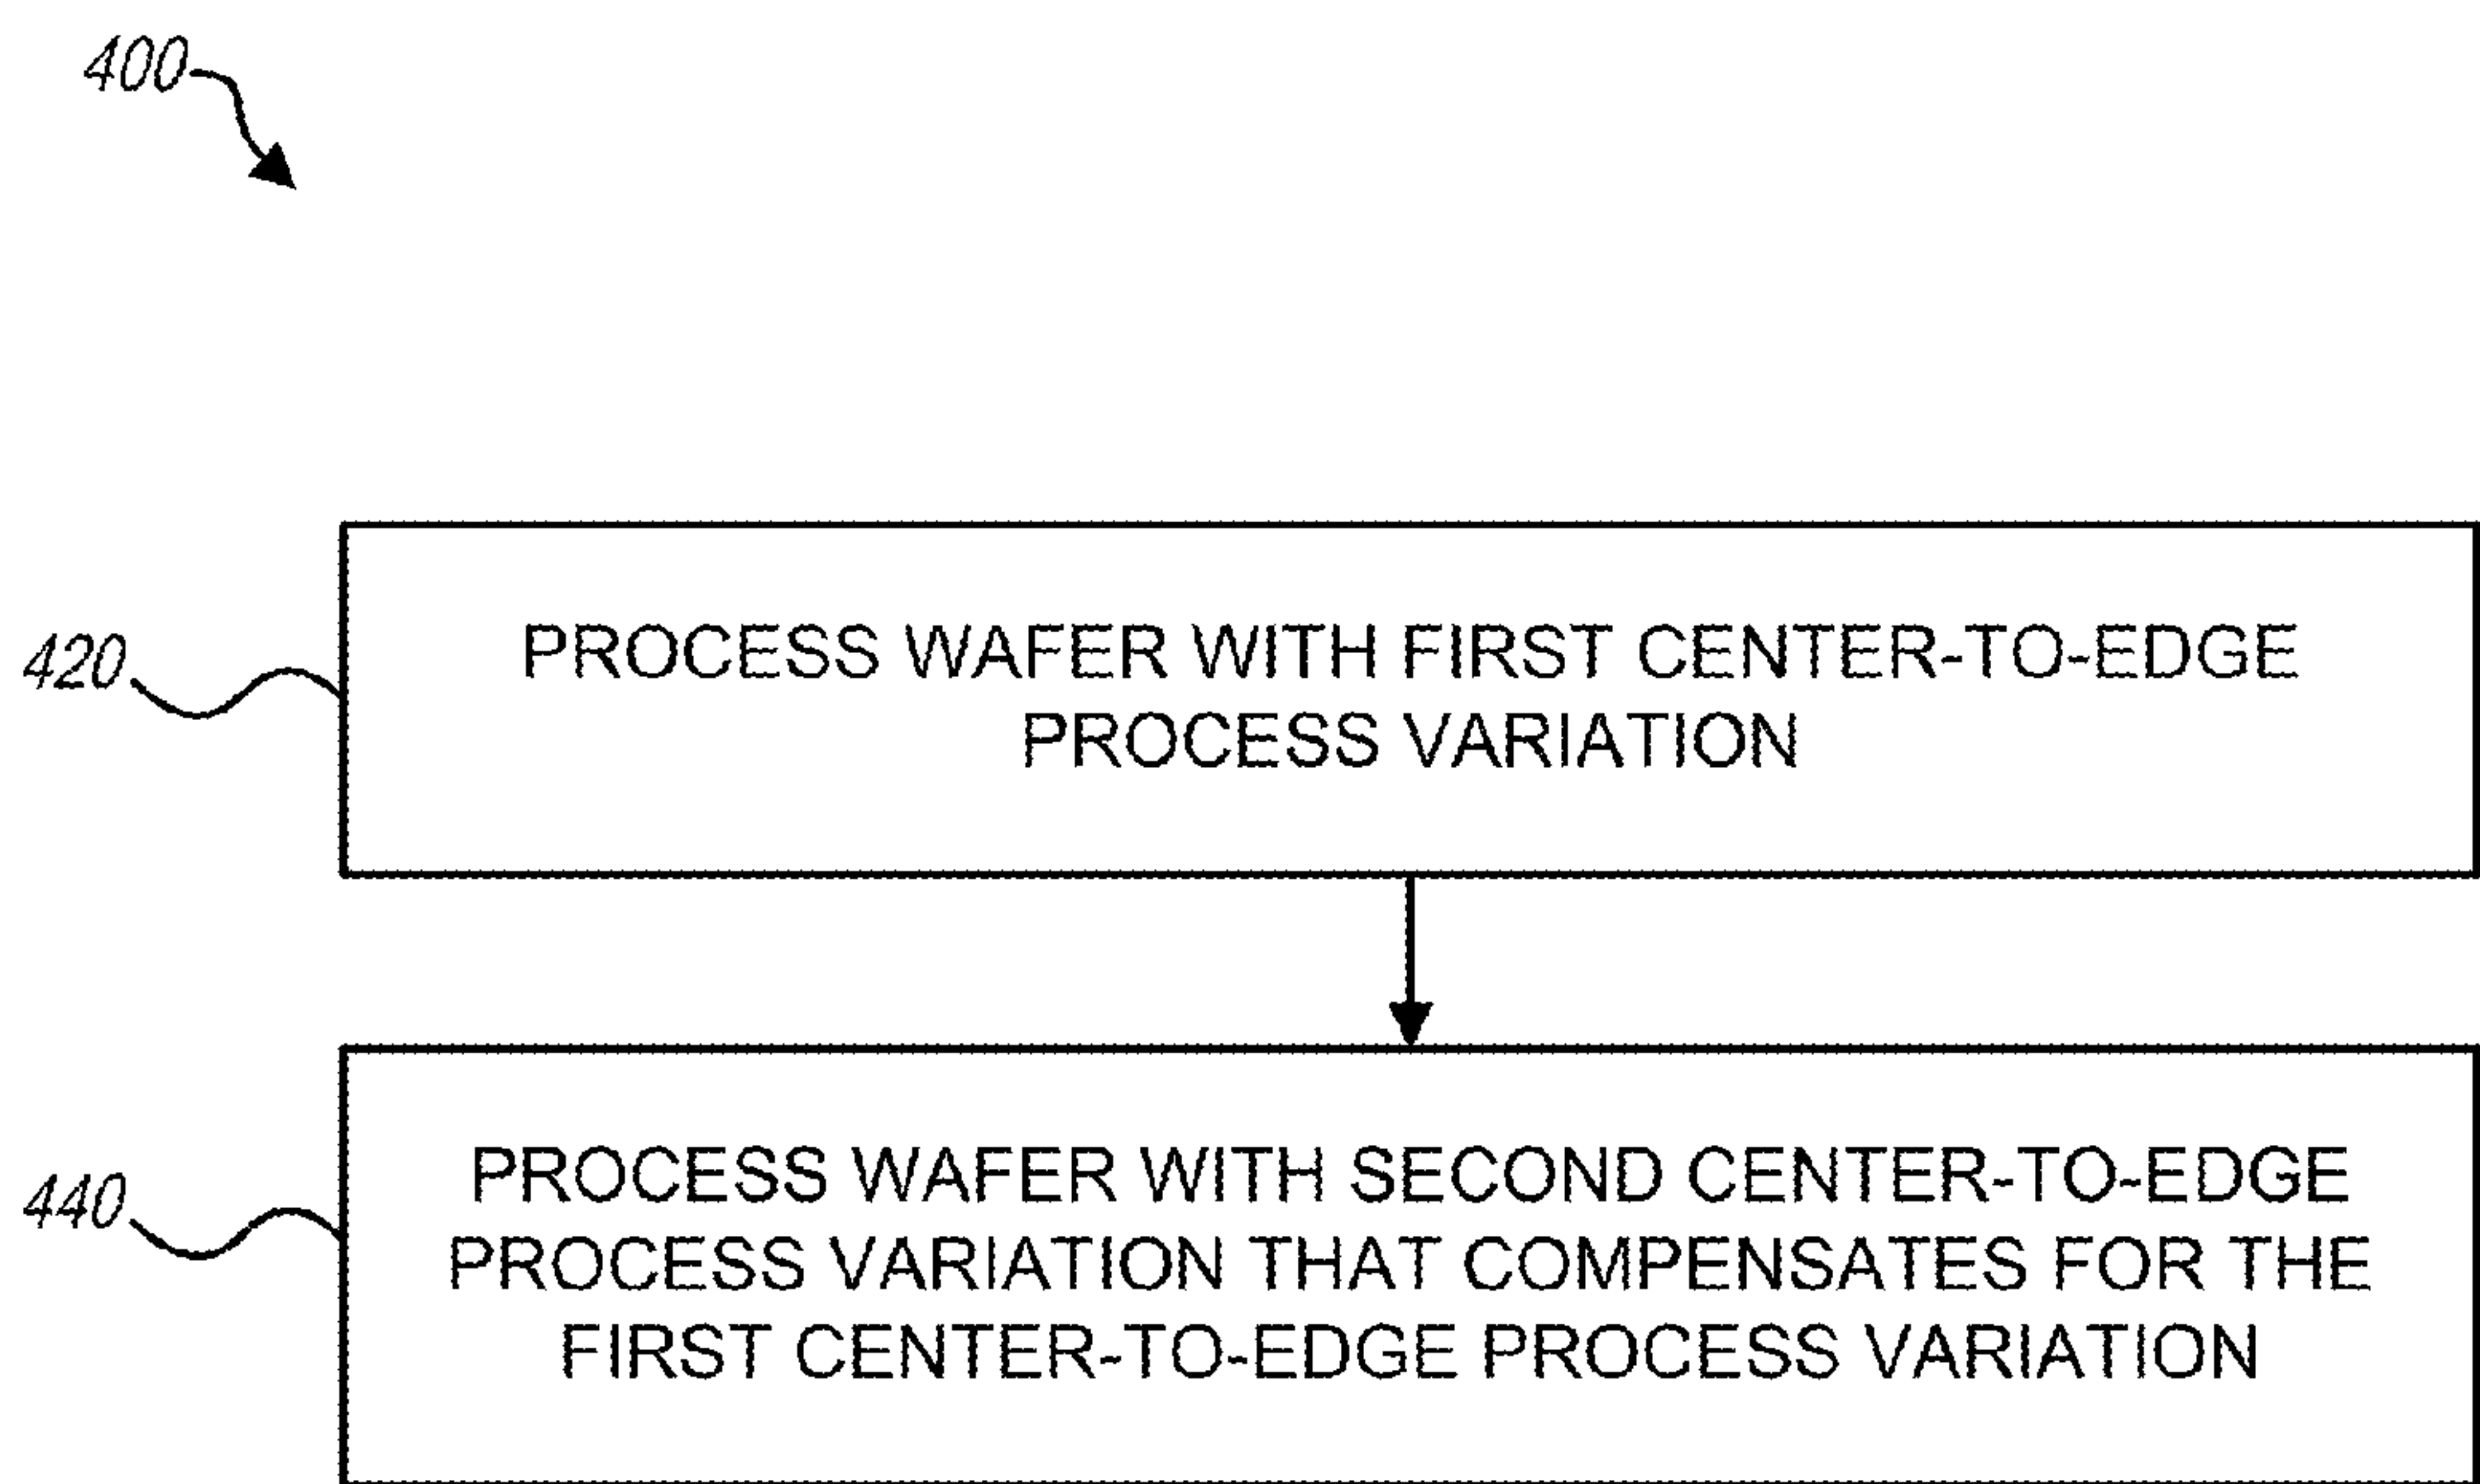 400
420
PROCESS WAFER WITH FIRST CENTER-TO-EDGE
PROCESS VARIATION
440
PROCESS WAFER WITH SECOND CENTER-TO-EDGE
PROCESS VARIATION THAT COMPENSATES FOR THE
FIRST CENTER-TO-EDGE PROCESS VARIATION